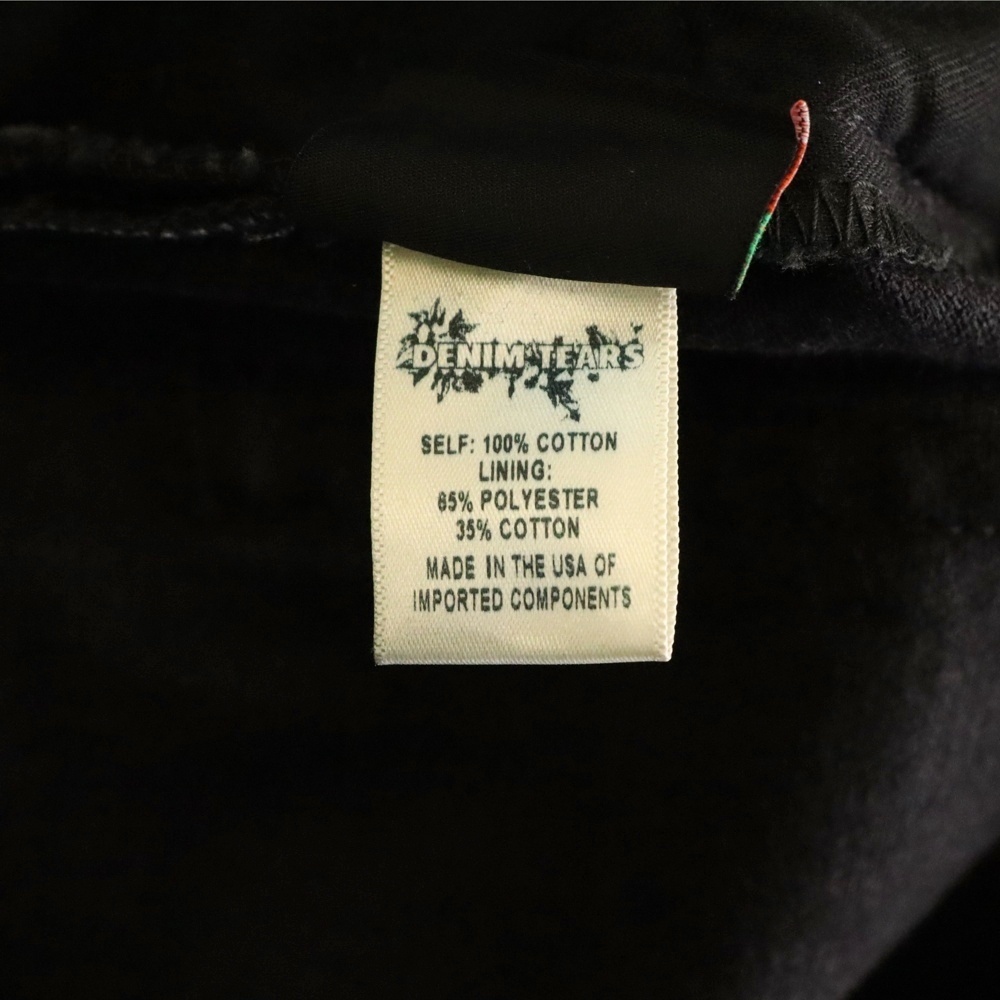 DENIM TEARS
SELF: 100% COTTON
LINING:
65% POLYESTER
35% COTTON
MADE IN THE USA OF
IMPORTED COMPONENTS